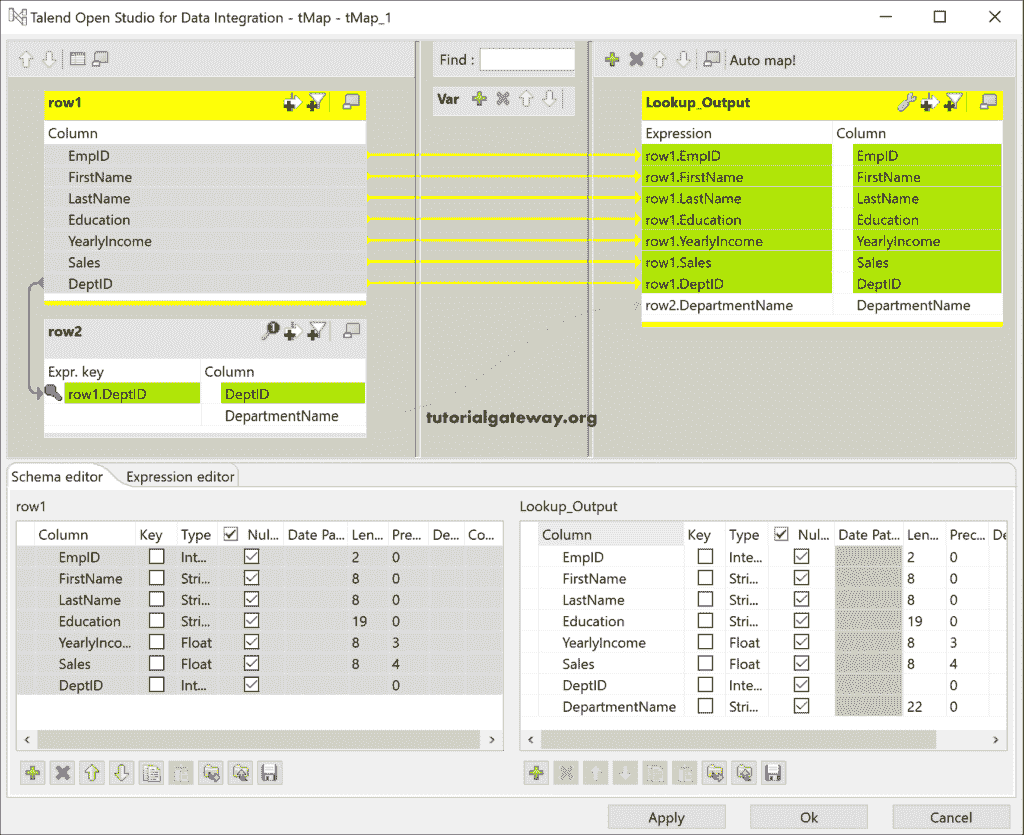 Talend Open Studio for Data Integration - tMap - tMap_1
Find :
Auto map!
Var
row1
Column
EmpID
FirstName
LastName
Education
YearlyIncome
Sales
DeptID
row2
Expr. key Column
row1.DeptID DeptID
DepartmentName
Lookup_Output
Expression Column
row1.EmpID EmpID
row1.FirstName FirstName
row1.LastName LastName
row1.Education Education
row1.YearlyIncome YearlyIncome
row1.Sales Sales
row1.DeptID DeptID
row2.DepartmentName DepartmentName
tutorialgateway.org
Schema editor Expression editor
row1
Column Key Type Nul... Date Pa... Len... Pre... De... Co...
EmpID Int... 2 0
FirstName Stri... 8 0
LastName Stri... 8 0
Education Stri... 19 0
YearlyInco... Float 8 3
Sales Float 8 4
DeptID Int... 0
Lookup_Output
Column Key Type Nul... Date Pat... Len... Prec... De
EmpID Inte... 2 0
FirstName Stri... 8 0
LastName Stri... 8 0
Education Stri... 19 0
YearlyIncome Float 8 3
Sales Float 8 4
DeptID Inte... 0
DepartmentName Stri... 22 0
Apply Ok Cancel